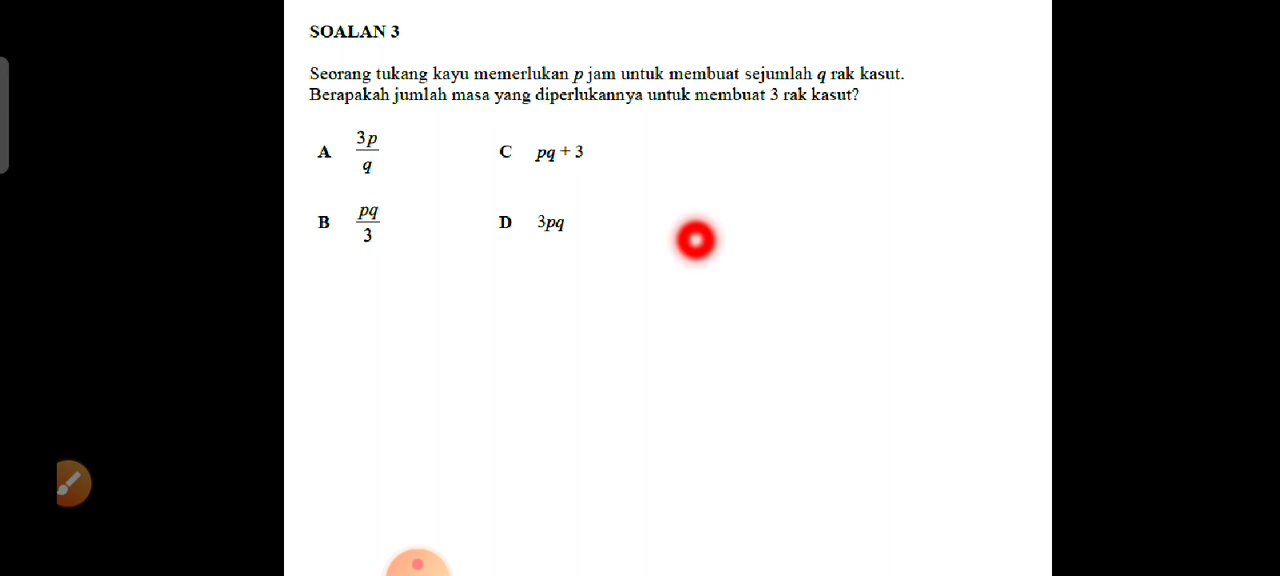 SOALAN 3
Seorang tukang kayu memerlukan p jam untuk membuat sejumlah q rak kasut.
Berapakah jumlah masa yang diperlukannya untuk membuat 3 rak kasut?
A 3p/q C pq + 3
B pq/3 D 3pq